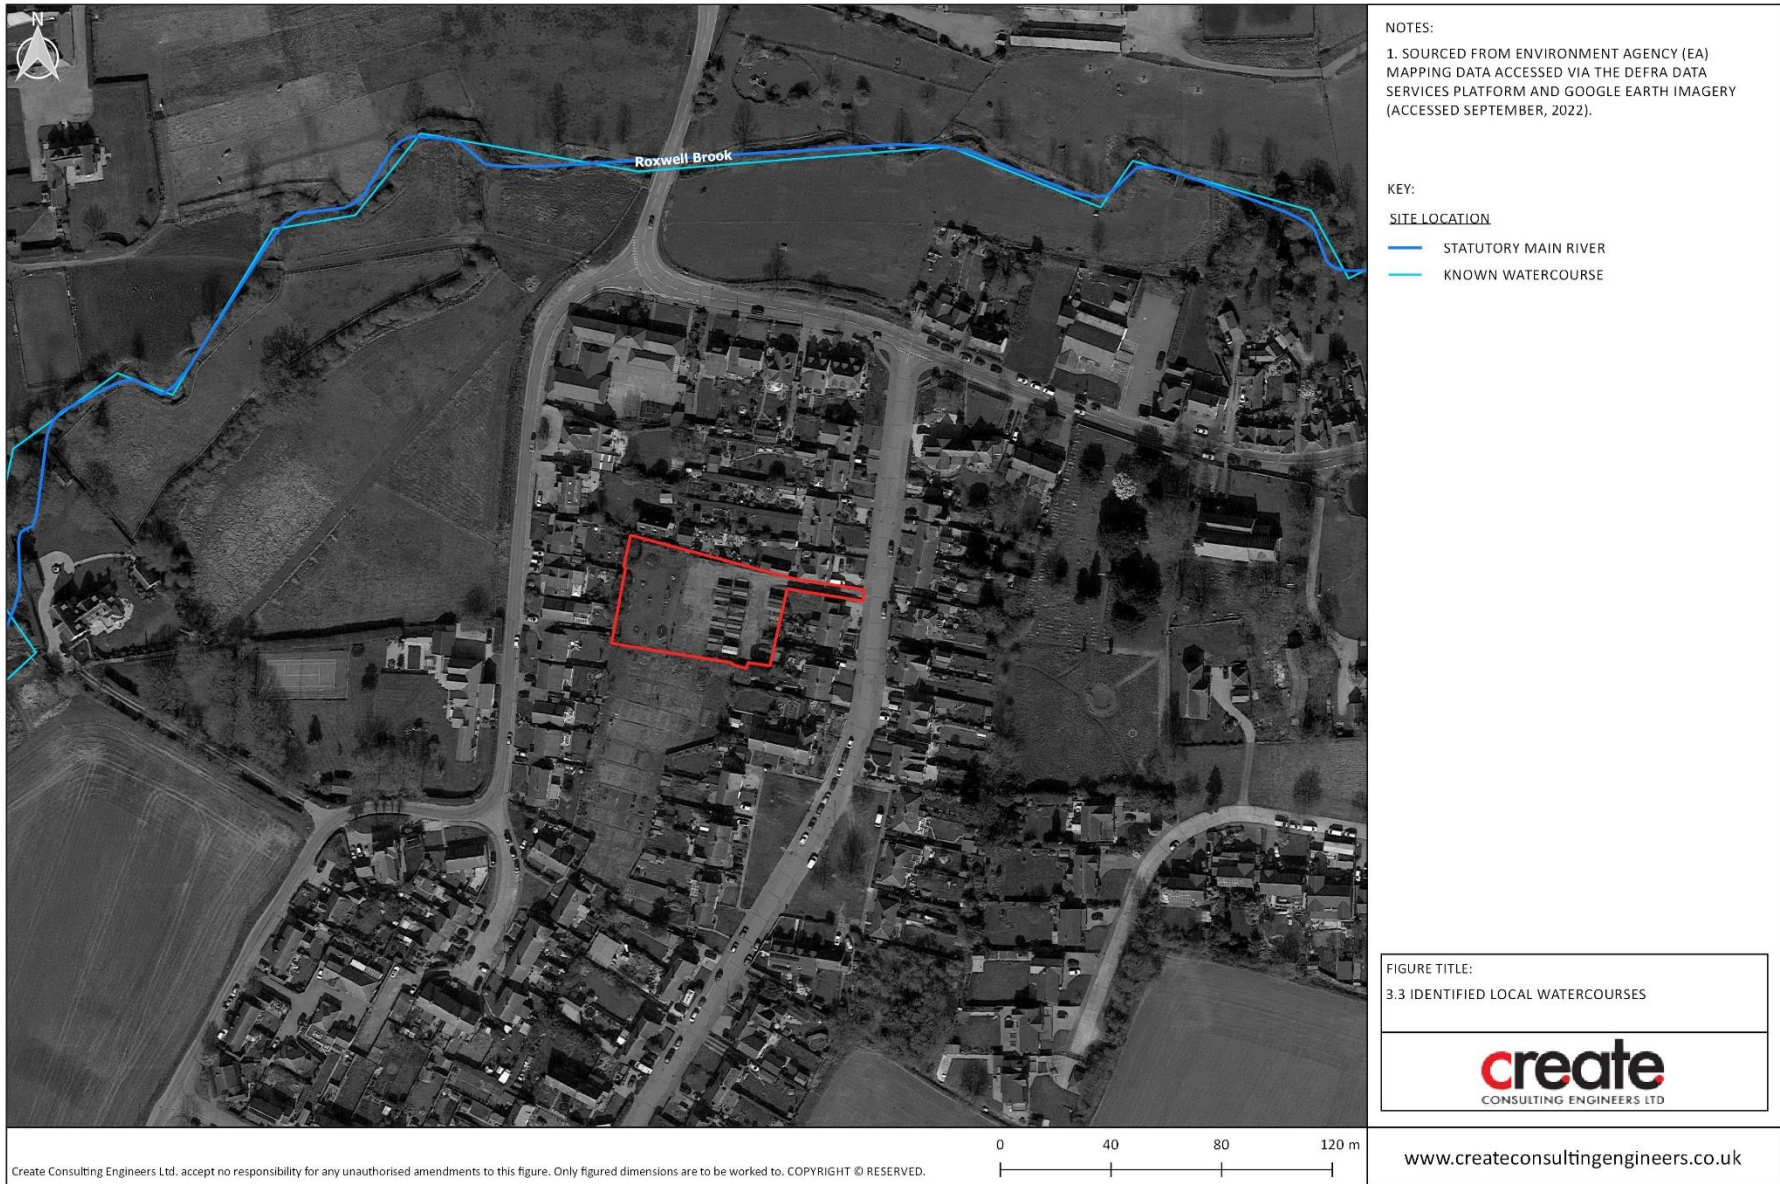 N
Roxwell Brook
NOTES:
1. SOURCED FROM ENVIRONMENT AGENCY (EA)
MAPPING DATA ACCESSED VIA THE DEFRA DATA
SERVICES PLATFORM AND GOOGLE EARTH IMAGERY
(ACCESSED SEPTEMBER, 2022).
KEY:
SITE LOCATION
STATUTORY MAIN RIVER
KNOWN WATERCOURSE
FIGURE TITLE:
3.3 IDENTIFIED LOCAL WATERCOURSES
create
CONSULTING ENGINEERS LTD
Create Consulting Engineers Ltd. accept no responsibility for any unauthorised amendments to this figure. Only figured dimensions are to be worked to. COPYRIGHT © RESERVED.
0 40 80 120 m
www.createconsultingengineers.co.uk